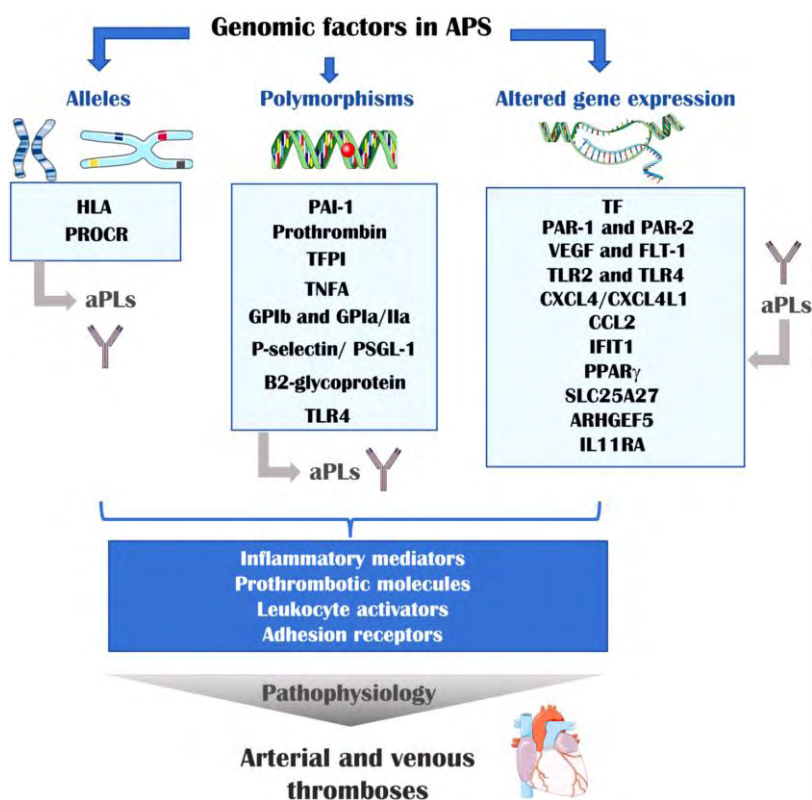 Genomic factors in APS
Alleles
HLA
PROCR
aPLs
Polymorphisms
PAI-1
Prothrombin
TFPI
TNFA
GPIb and GPIa/IIa
P-selectin/ PSGL-1
B2-glycoprotein
TLR4
aPLs
Altered gene expression
TF
PAR-1 and PAR-2
VEGF and FLT-1
TLR2 and TLR4
CXCL4/CXCL4L1
CCL2
IFIT1
PPARγ
SLC25A27
ARHGEF5
IL11RA
aPLs
Inflammatory mediators
Prothrombotic molecules
Leukocyte activators
Adhesion receptors
Pathophysiology
Arterial and venous
thromboses